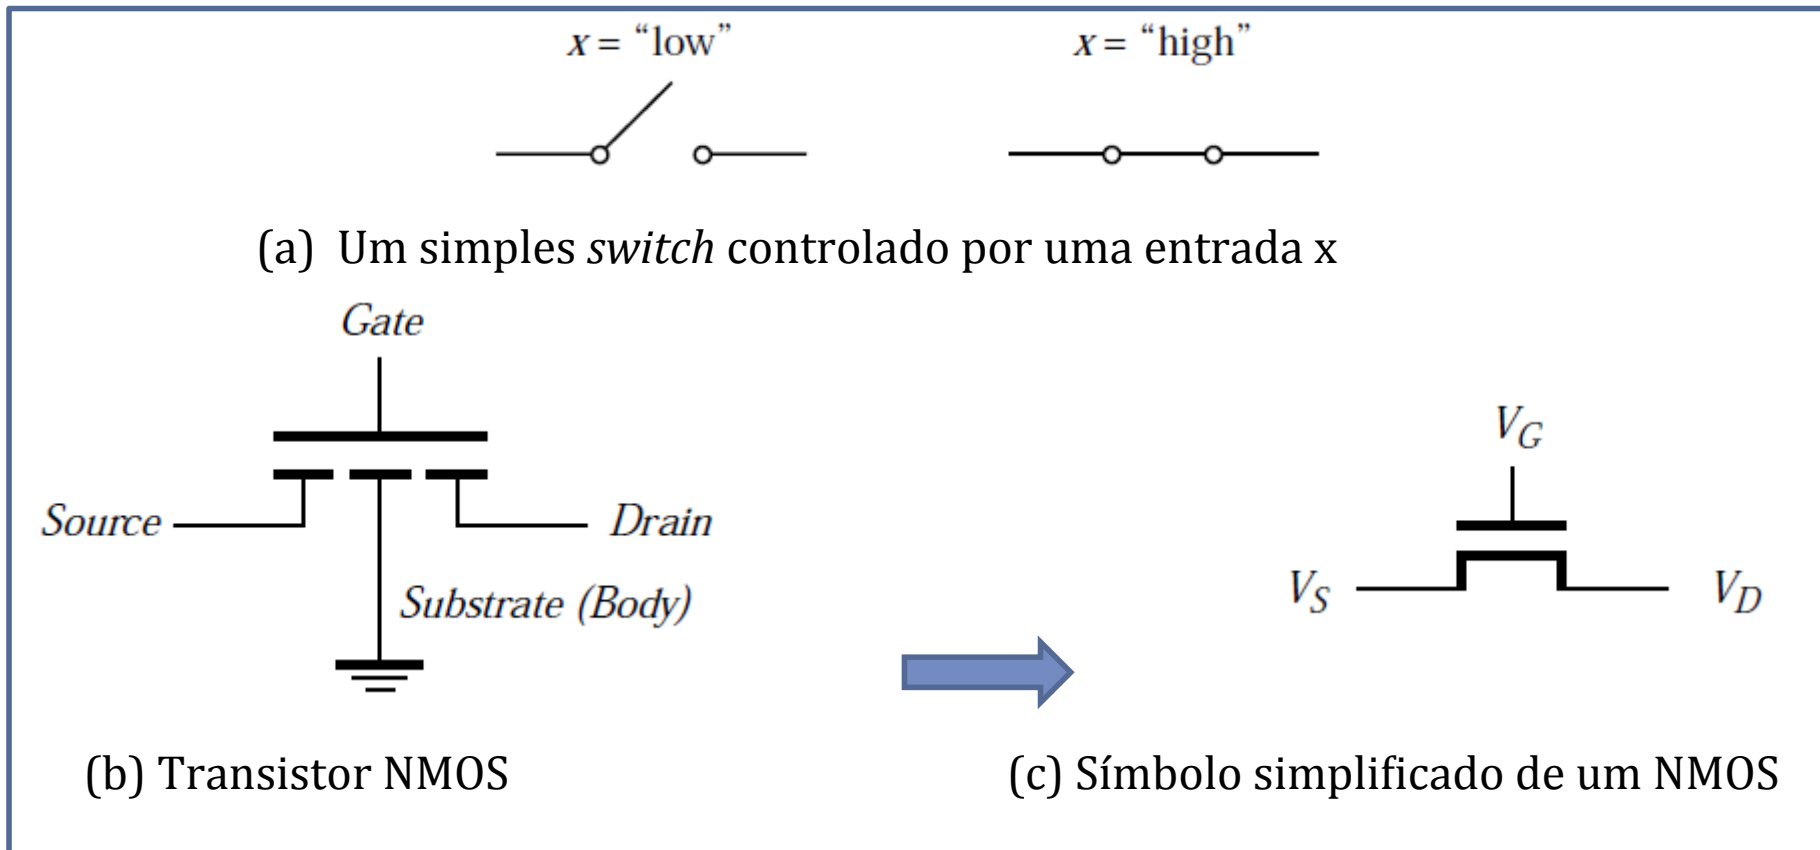 x = “low”
x = “high”
(a) Um simples switch controlado por uma entrada x
Gate
Source
Drain
Substrate (Body)
V_G
V_S
V_D
(b) Transistor NMOS
(c) Símbolo simplificado de um NMOS